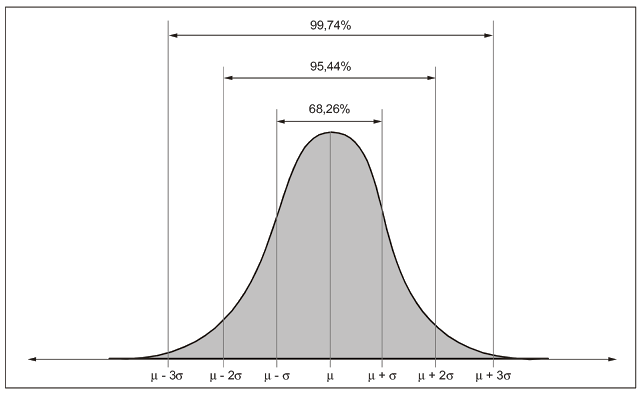 99,74%
95,44%
68,26%
μ - 3σ μ - 2σ μ - σ μ μ + σ μ + 2σ μ + 3σ